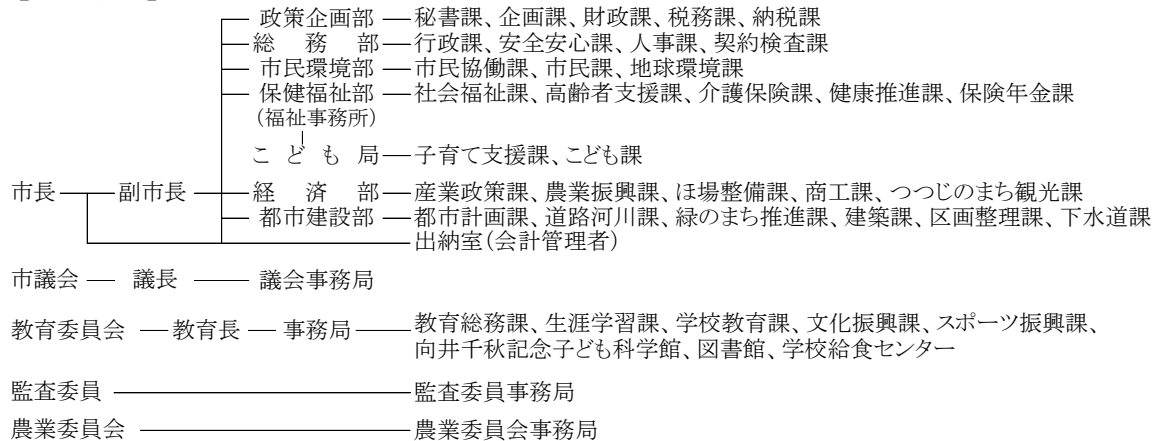 政策企画部 秘書課、企画課、財政課、税務課、納税課
総務部 行政課、安全安心課、人事課、契約検査課
市民環境部 市民協働課、市民課、地球環境課
保健福祉部 社会福祉課、高齢者支援課、介護保険課、健康推進課、保険年金課
(福祉事務所)
こども局 子育て支援課、こども課
市長 副市長 経済部 産業政策課、農業振興課、ほ場整備課、商工課、つつじのまち観光課
都市建設部 都市計画課、道路河川課、緑のまち推進課、建築課、区画整理課、下水道課
出納室(会計管理者)
市議会 議長 議会事務局
教育委員会 教育長 事務局 教育総務課、生涯学習課、学校教育課、文化振興課、スポーツ振興課、
向井千秋記念子ども科学館、図書館、学校給食センター
監査委員 監査委員事務局
農業委員会 農業委員会事務局